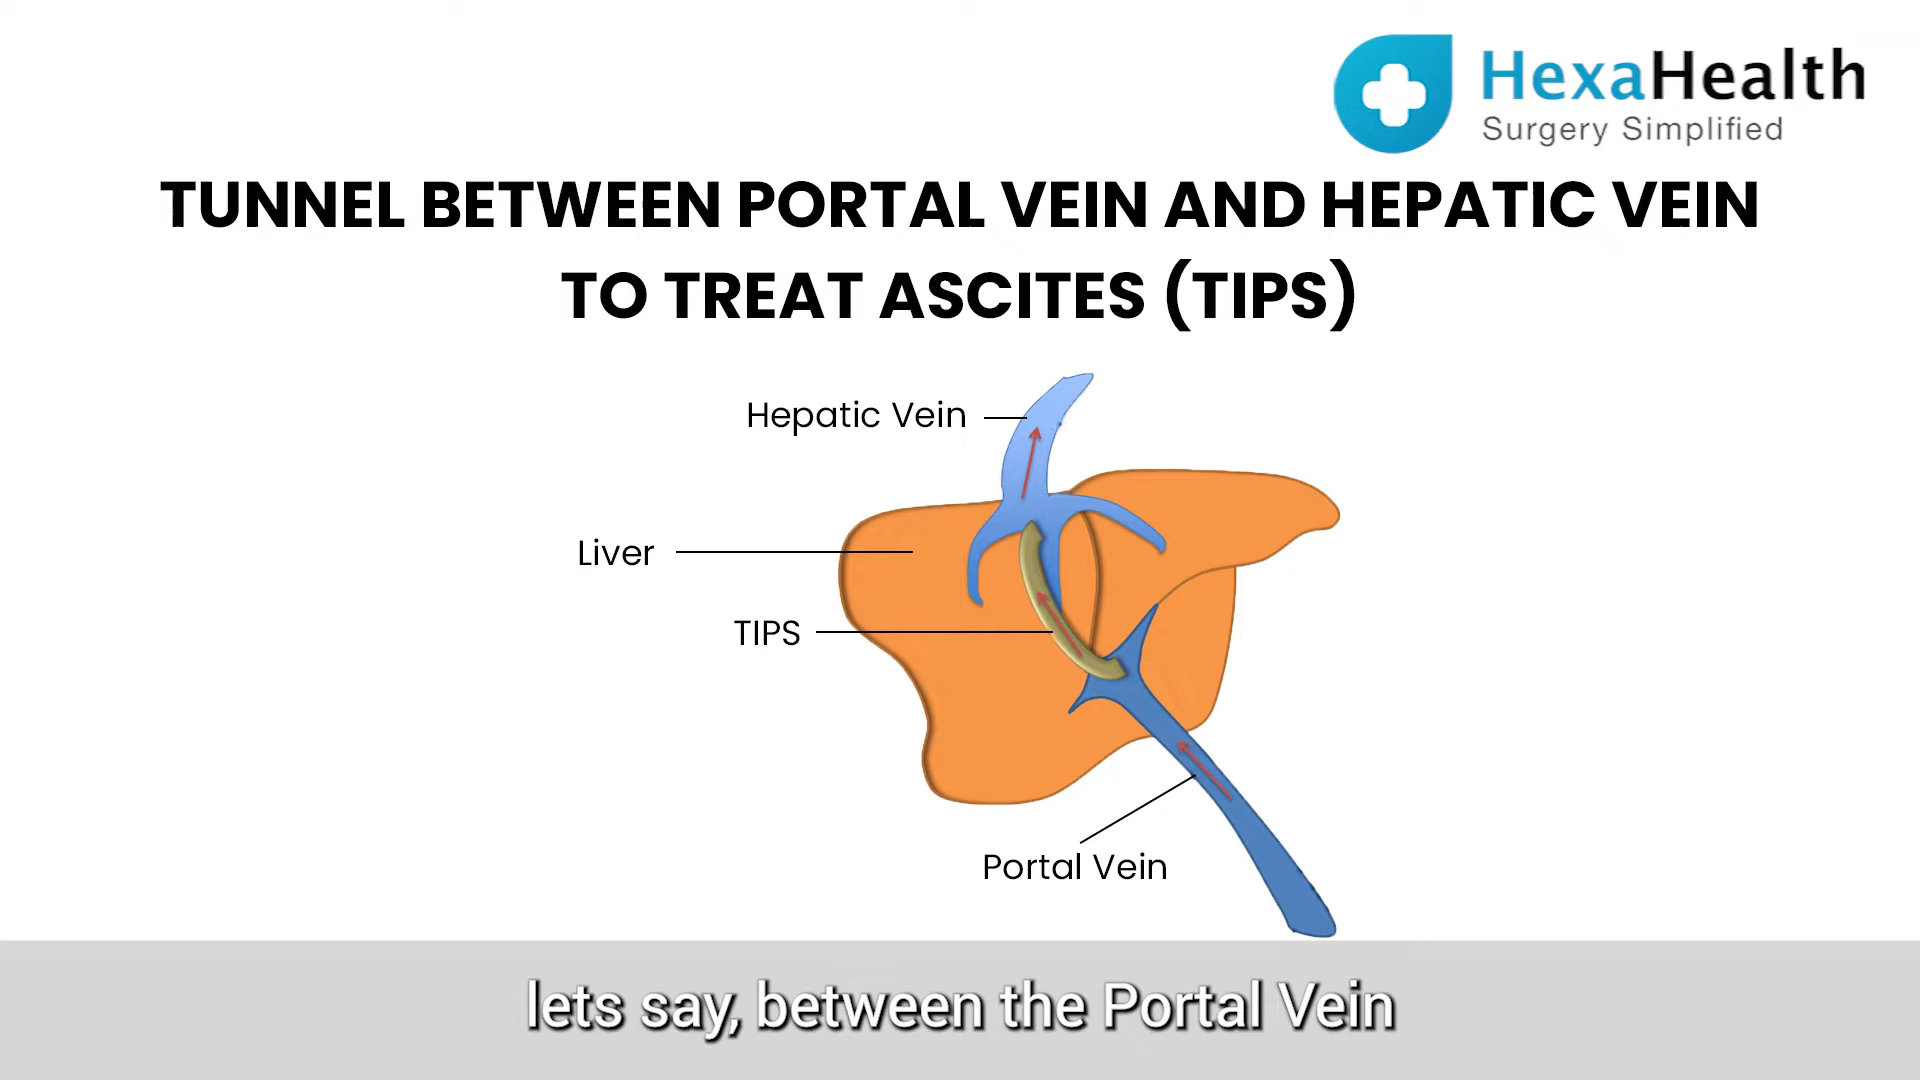 HexaHealth
Surgery Simplified
TUNNEL BETWEEN PORTAL VEIN AND HEPATIC VEIN
TO TREAT ASCITES (TIPS)
Hepatic Vein
Liver
TIPS
Portal Vein
lets say, between the Portal Vein